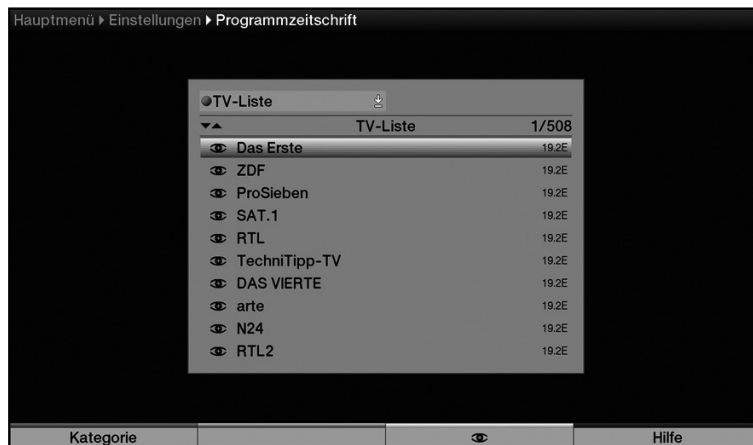 Hauptmenü Einstellungen Programmzeitschrift
TV-Liste
TV-Liste 1/508
Das Erste 19.2E
ZDF 19.2E
ProSieben 19.2E
SAT.1 19.2E
RTL 19.2E
TechniTipp-TV 19.2E
DAS VIERTE 19.2E
arte 19.2E
N24 19.2E
RTL2 19.2E
Kategorie Hilfe